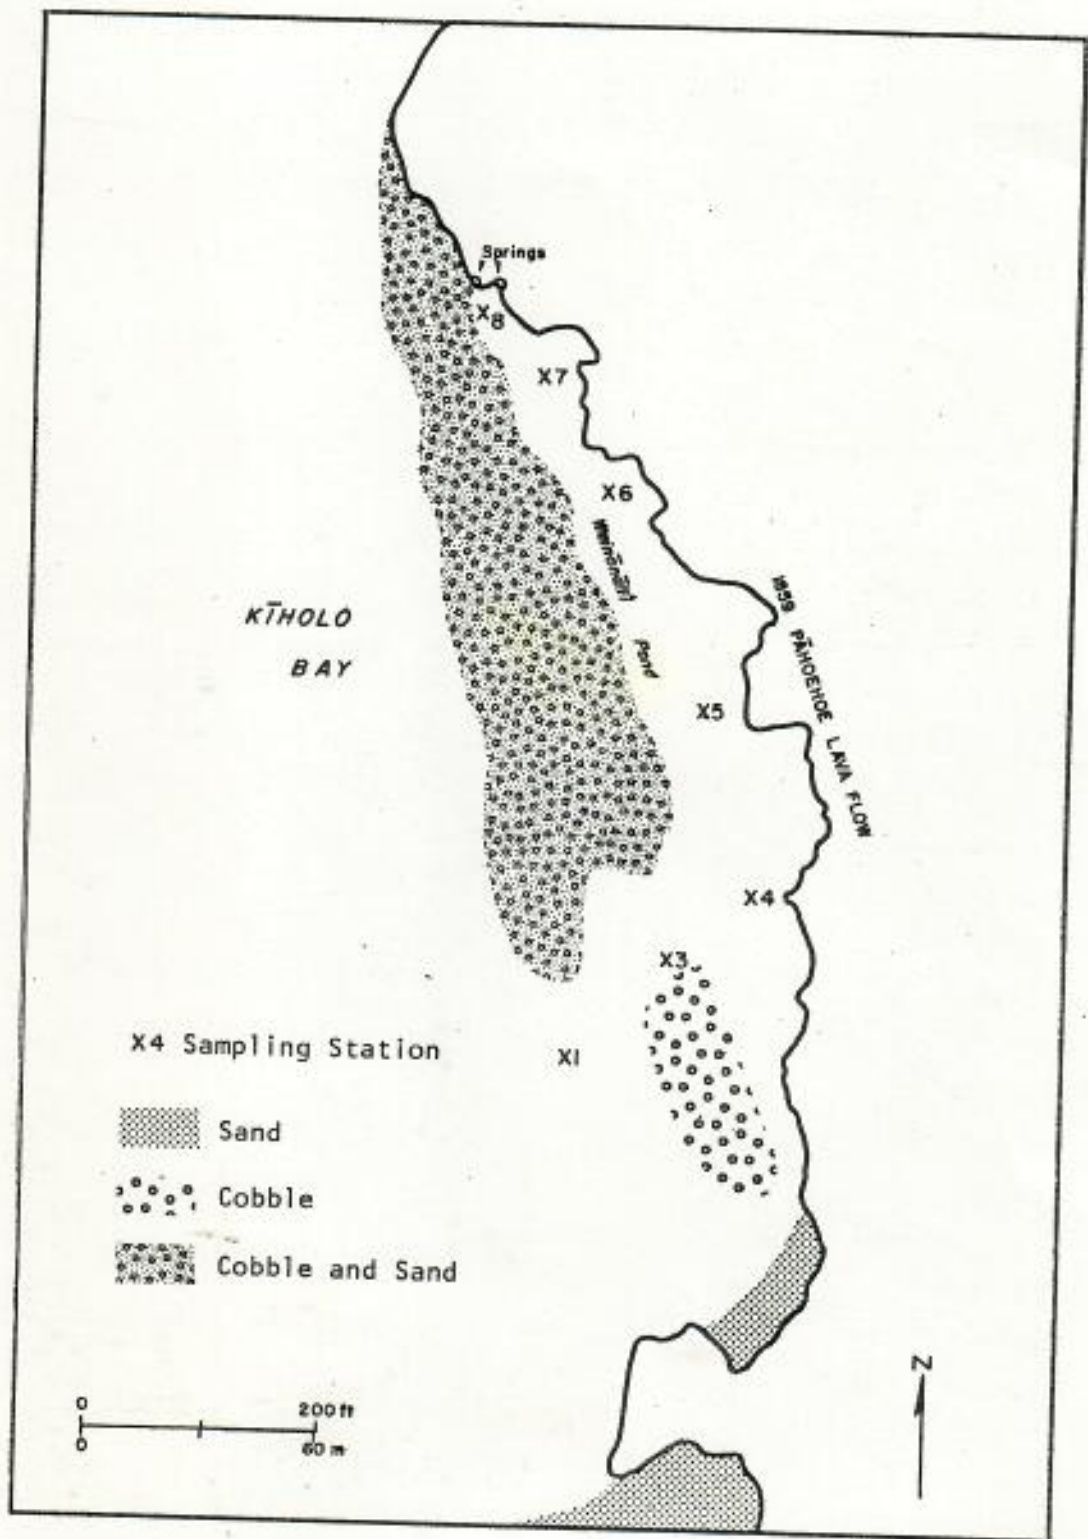 Springs
X8
X7
X6
KĪHOLO
BAY
Pond
1859 PĀHOEHOE LAVA FLOW
X5
X4
X3
X1
X4 Sampling Station
Sand
Cobble
Cobble and Sand
N
0 200 ft
0 60 m